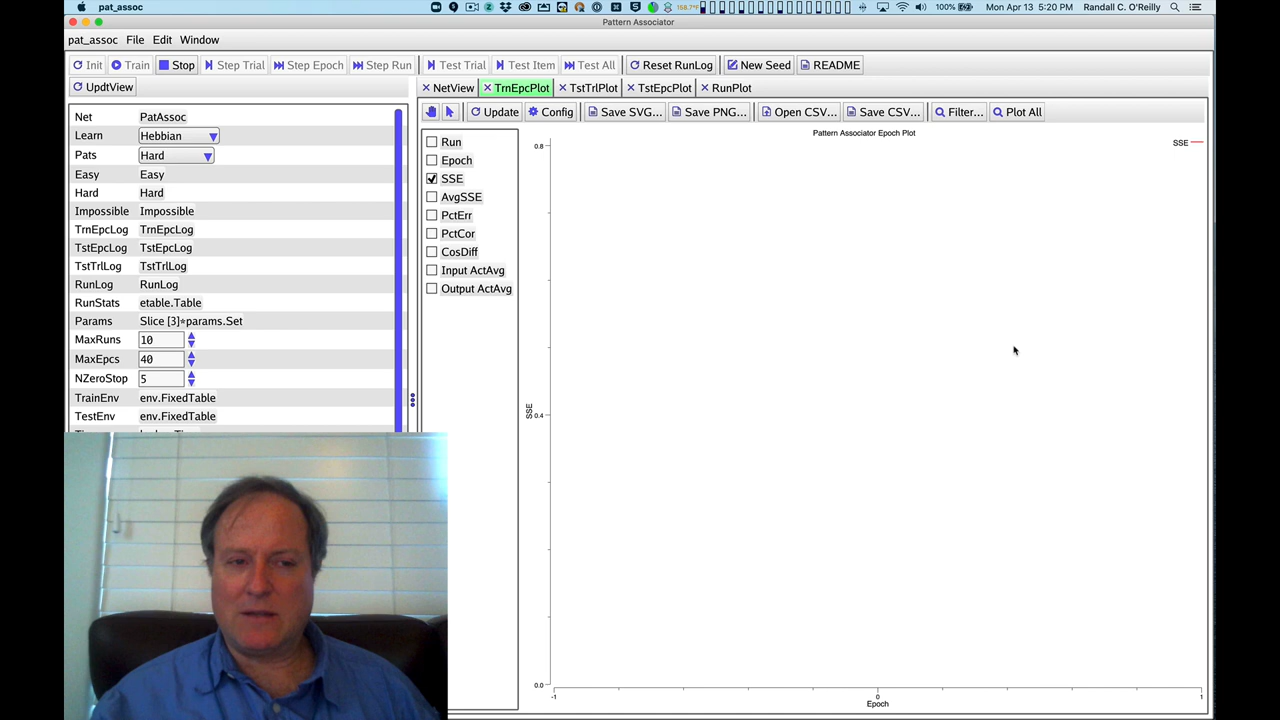 pat_assoc 158.7°F 100% Mon Apr 13 5:20 PM Randall C. O'Reilly
Pattern Associator
pat_assoc File Edit Window
Init Train Stop Step Trial Step Epoch Step Run Test Trial Test Item Test All Reset RunLog New Seed README
UpdtView
NetView TrnEpcPlot TstTrlPlot TstEpcPlot RunPlot
Update Config Save SVG... Save PNG... Open CSV... Save CSV... Filter... Plot All
Net PatAssoc
Learn Hebbian
Pats Hard
Easy Easy
Hard Hard
Impossible Impossible
TrnEpcLog TrnEpcLog
TstEpcLog TstEpcLog
TstTrlLog TstTrlLog
RunLog RunLog
RunStats etable.Table
Params Slice [3]*params.Set
MaxRuns 10
MaxEpcs 40
NZeroStop 5
TrainEnv env.FixedTable
TestEnv env.FixedTable
Run
Epoch
SSE
AvgSSE
PctErr
PctCor
CosDiff
Input ActAvg
Output ActAvg
Pattern Associator Epoch Plot
SSE
0.8
SSE
0.4
0.0
-1 0 1
Epoch